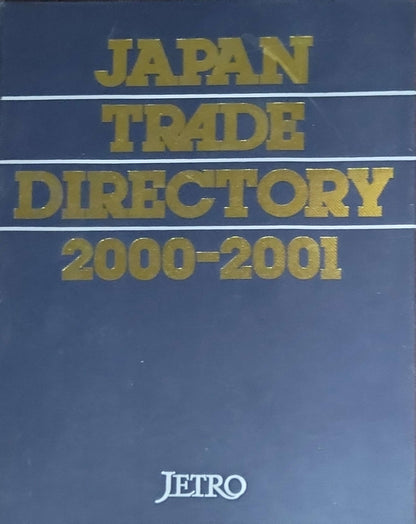 JAPAN
TRADE
DIRECTORY
2000-2001
JETRO